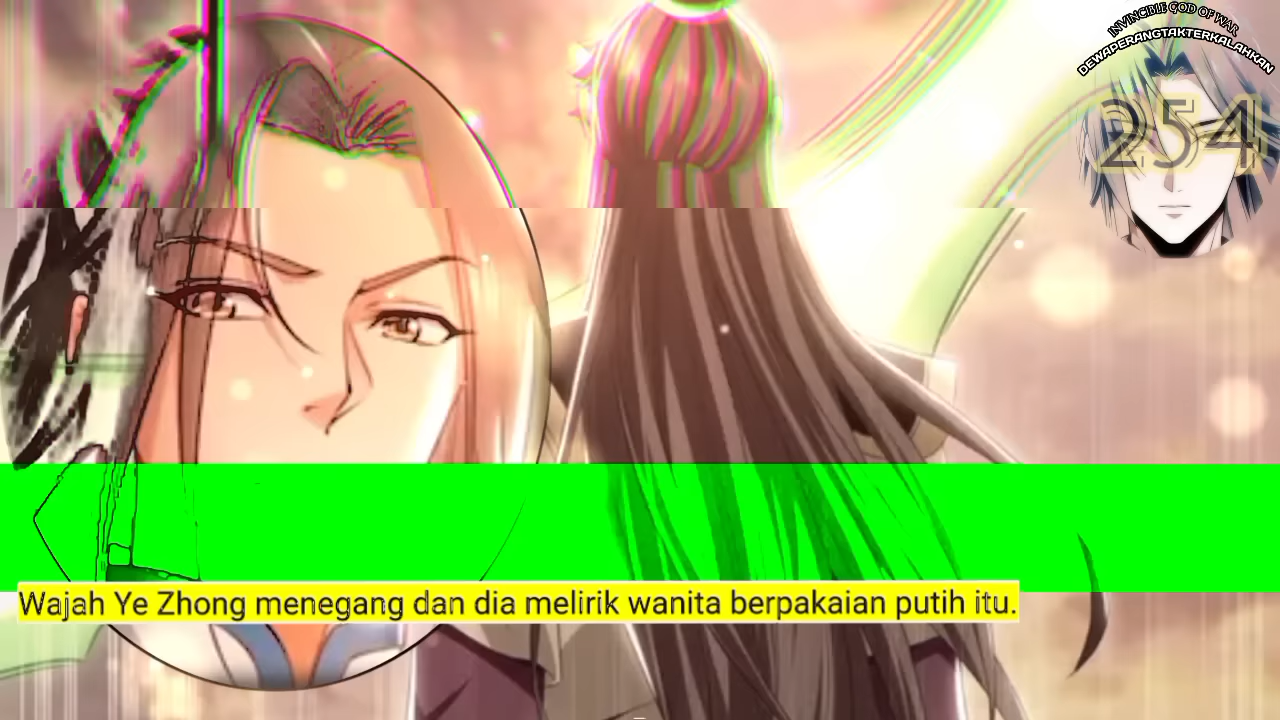 INVINCIBLE GOD OF WAR
DEWAPERANGTAKTERKALAHKAN
254
Wajah Ye Zhong menegang dan dia melirik wanita berpakaian putih itu.